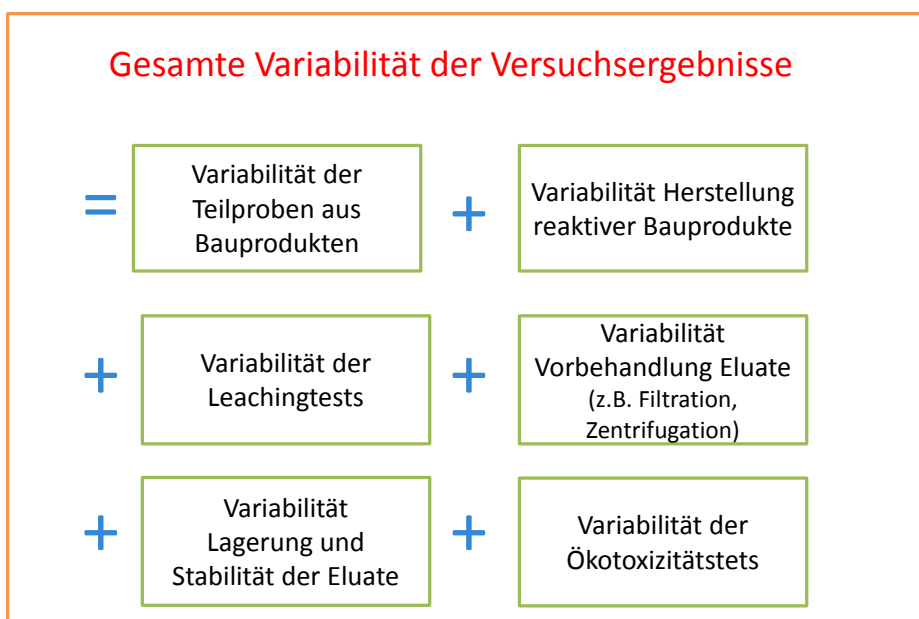 Gesamte Variabilität der Versuchsergebnisse
=
Variabilität der
Teilproben aus
Bauprodukten
+
Variabilität Herstellung
reaktiver Bauprodukte
+
Variabilität der
Leachingtests
+
Variabilität
Vorbehandlung Eluate
(z.B. Filtration,
Zentrifugation)
+
Variabilität
Lagerung und
Stabilität der Eluate
+
Variabilität der
Ökotoxizitätstets